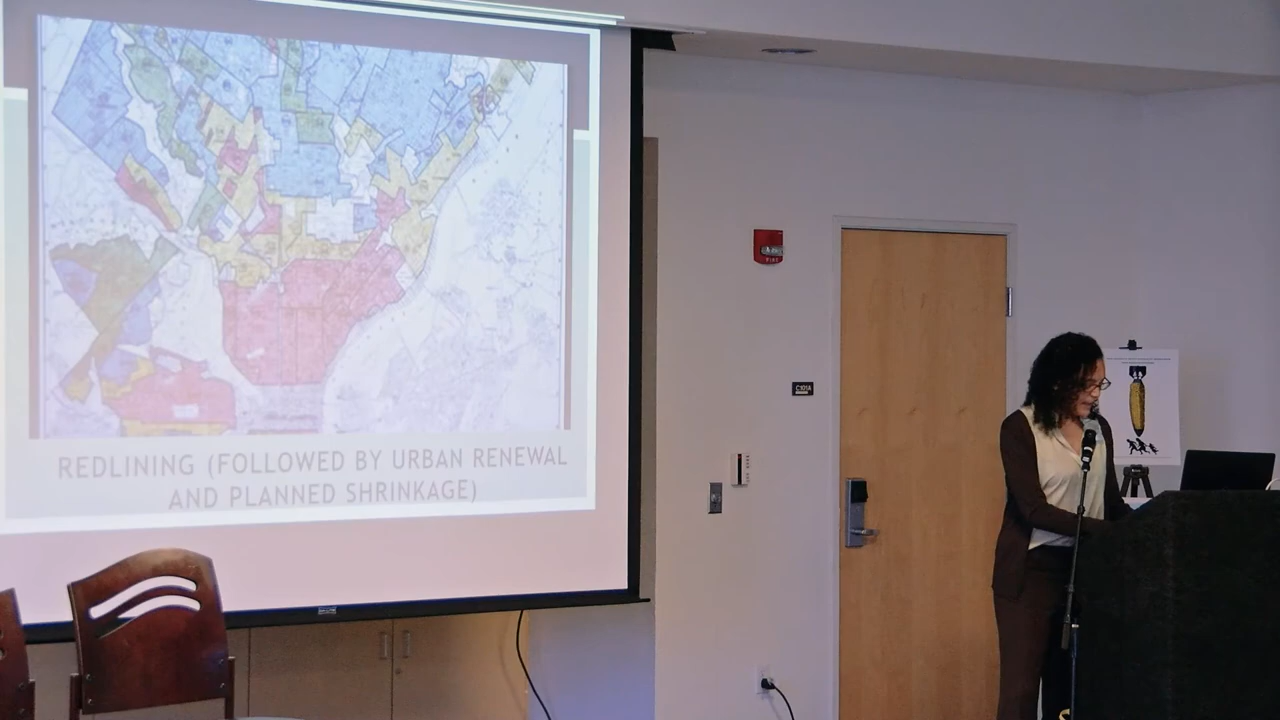 REDLINING (FOLLOWED BY URBAN RENEWAL
AND PLANNED SHRINKAGE)
FIRE
C101A